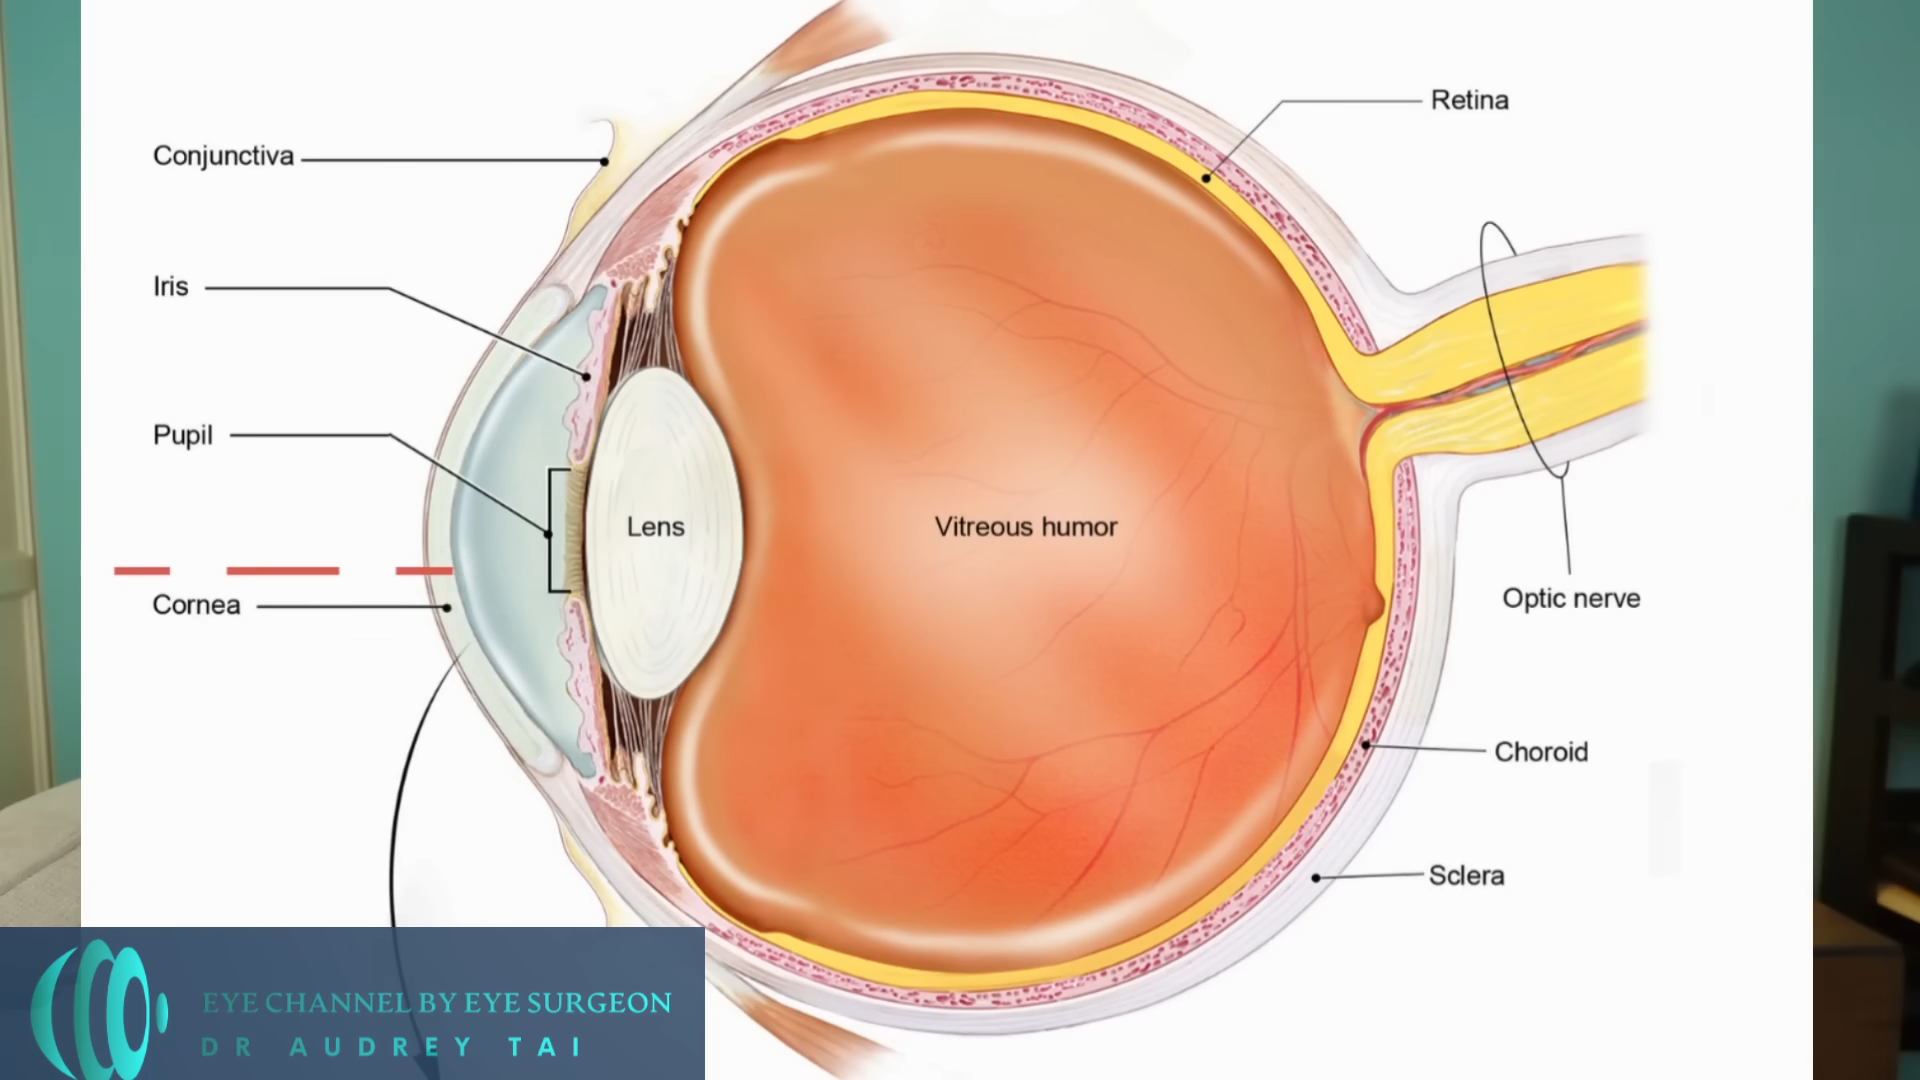 Retina
Conjunctiva
Iris
Pupil
Lens
Vitreous humor
Cornea
Optic nerve
Choroid
Sclera
EYE CHANNEL BY EYE SURGEON
DR AUDREY TAI